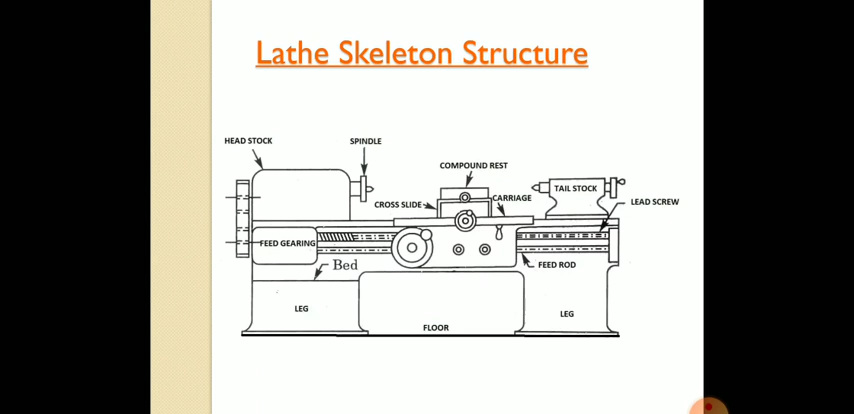 Lathe Skeleton Structure
HEAD STOCK
SPINDLE
COMPOUND REST
TAIL STOCK
CROSS SLIDE
CARRIAGE
LEAD SCREW
FEED GEARING
Bed
FEED ROD
LEG
LEG
FLOOR